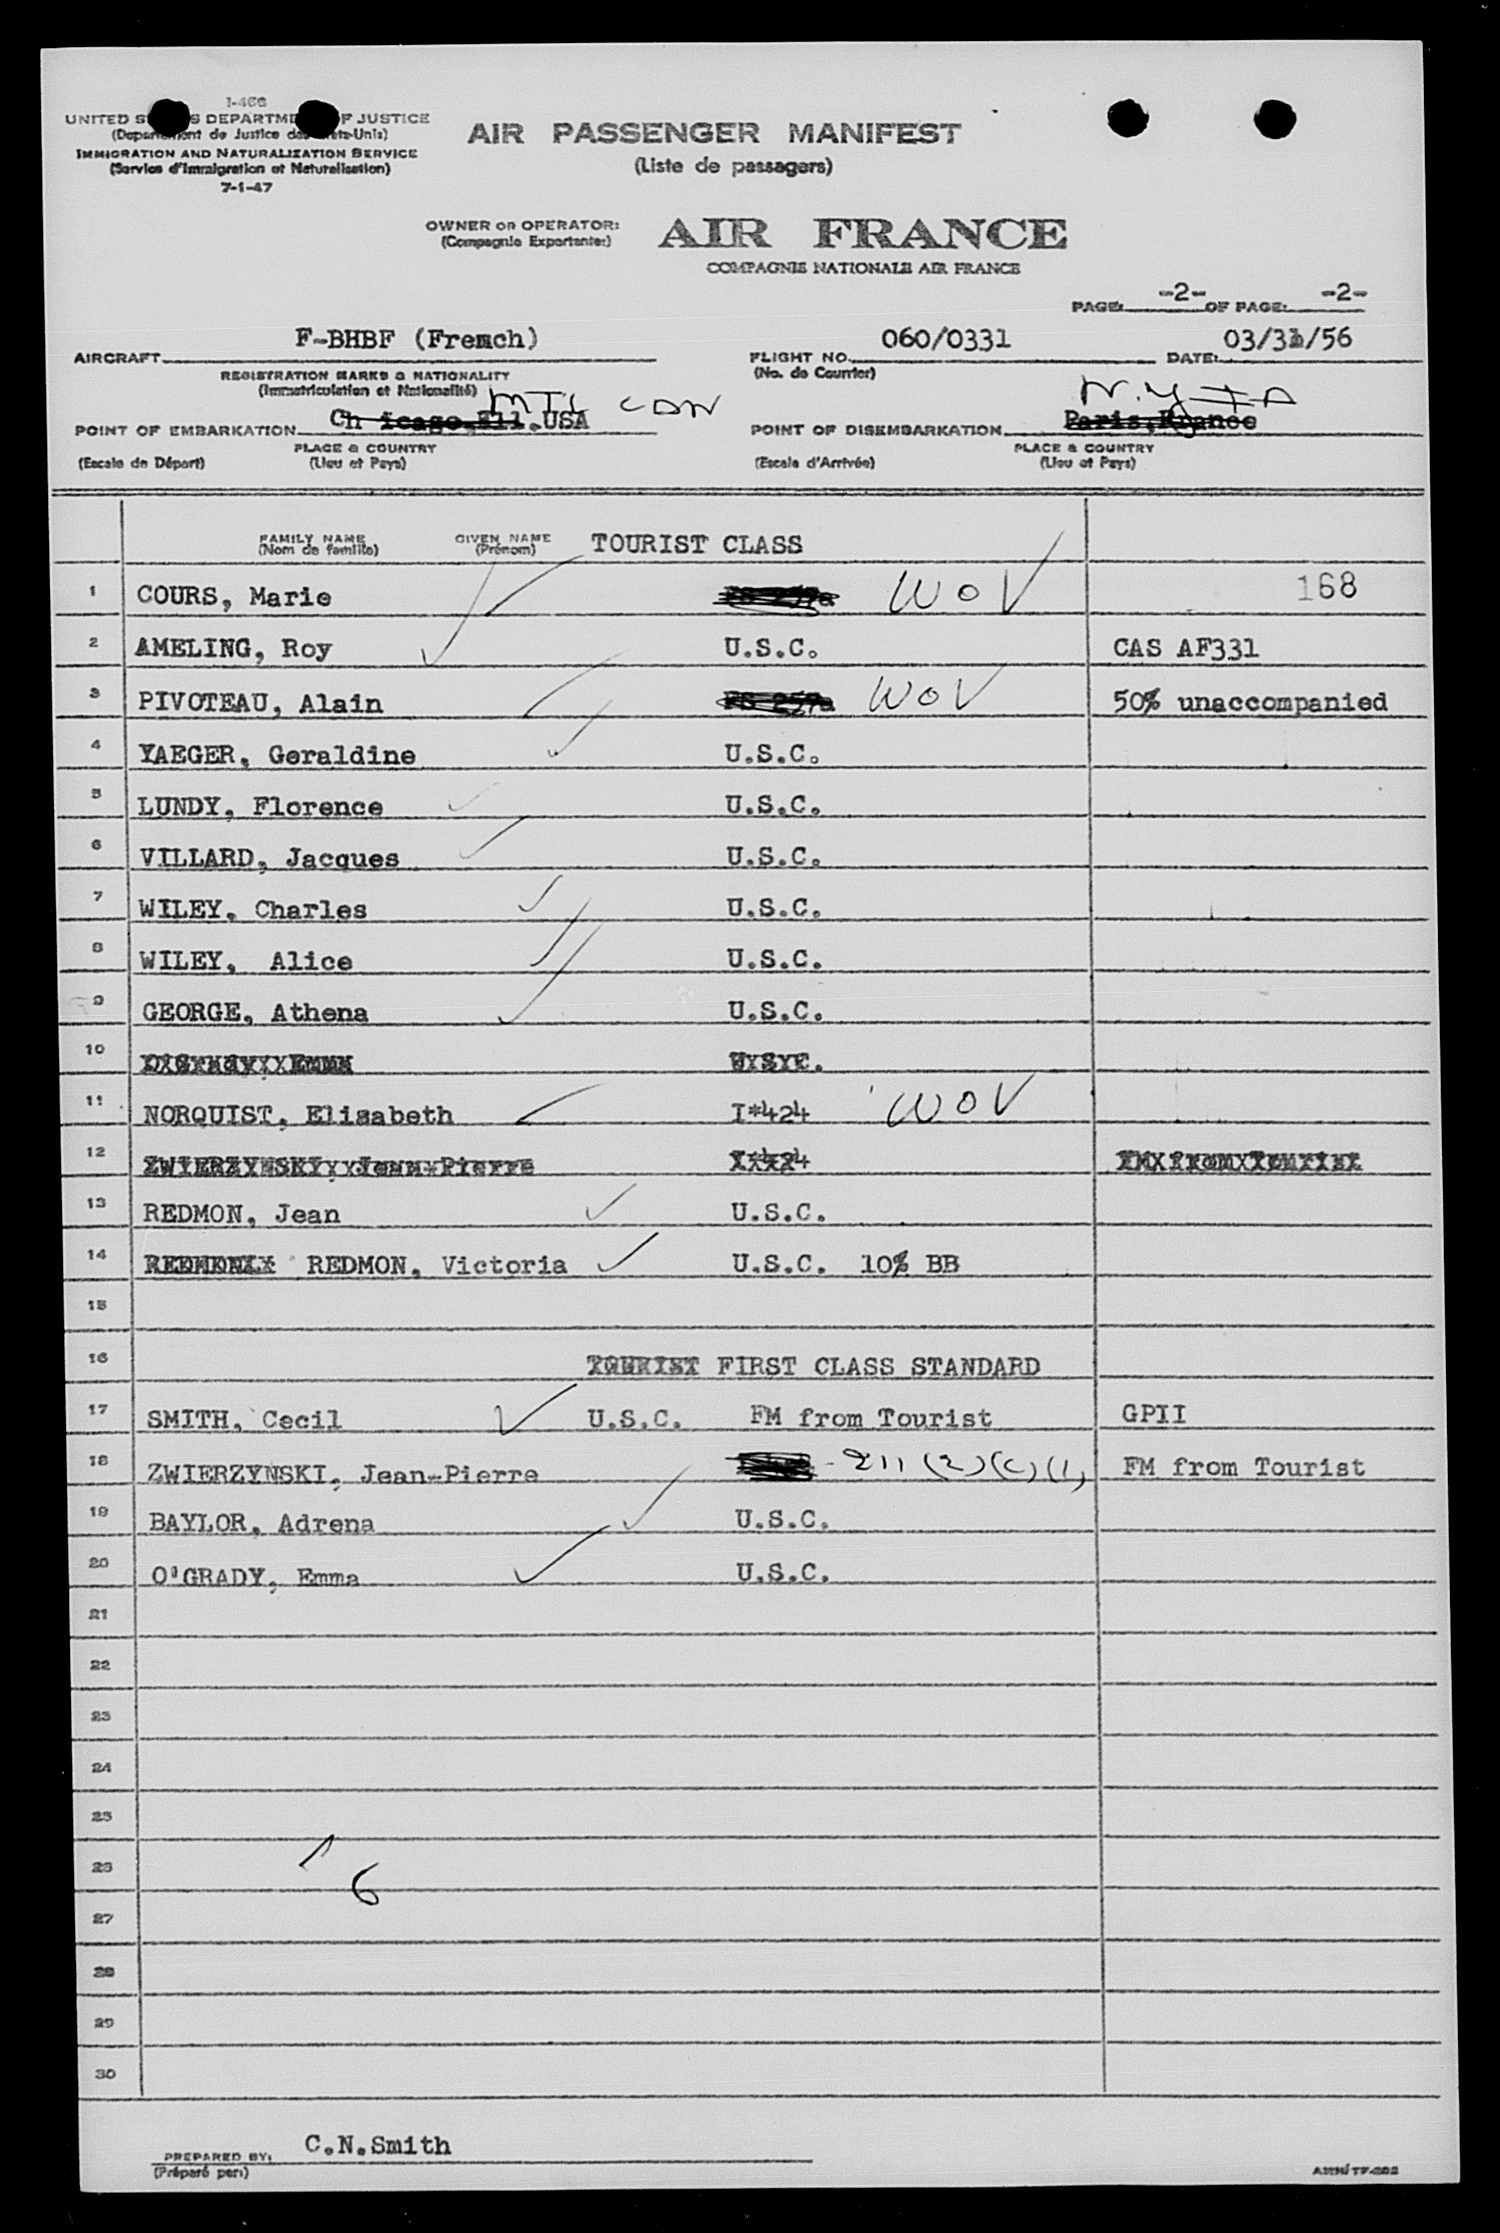 I-466
UNITED S S DEPARTME F JUSTICE
(Department de Justice des Etats-Unis)
IMMIGRATION AND NATURALIZATION SERVICE
(Service d'Immigration et Naturalisation)
7-1-47
AIR PASSENGER MANIFEST
(Liste de passagers)
OWNER OR OPERATOR:
(Compagnie Exportante:)
AIR FRANCE
COMPAGNIE NATIONALE AIR FRANCE
PAGE: -2- OF PAGE: -2-
AIRCRAFT F-BHBF (French)
FLIGHT NO. 060/0331 DATE: 03/31/56
REGISTRATION MARKS & NATIONALITY
(No. de Courrier)
(Immatriculation et Nationalité)
MTL CDN
N.Y
POINT OF EMBARKATION Chicago.Ill.USA
POINT OF DISEMBARKATION Paris, France
PLACE & COUNTRY
PLACE & COUNTRY
(Escale de Départ) (Lieu et Pays)
(Escale d'Arrivée) (Lieu et Pays)
FAMILY NAME GIVEN NAME TOURIST CLASS
(Nom de famille) (Prénom)
1 COURS, Marie WOV 168
2 AMELING, Roy U.S.C. CAS AF331
3 PIVOTEAU, Alain WOV 50% unaccompanied
4 YAEGER, Geraldine U.S.C.
5 LUNDY, Florence U.S.C.
6 VILLARD, Jacques U.S.C.
7 WILEY, Charles U.S.C.
8 WILEY, Alice U.S.C.
9 GEORGE, Athena U.S.C.
10
11 NORQUIST, Elisabeth I*424 WOV
12
13 REDMON, Jean U.S.C.
14 REDMON, Victoria U.S.C. 10% BB
15
16 FIRST CLASS STANDARD
17 SMITH, Cecil U.S.C. FM from Tourist GPII
18 ZWIERZYNSKI, Jean-Pierre - 211 (2)(c)(1) FM from Tourist
19 BAYLOR, Adrena U.S.C.
20 O'GRADY, Emma U.S.C.
21
22
23
24
25
26
6
27
28
29
30
PREPARED BY: C.N.Smith
(Préparé par:)